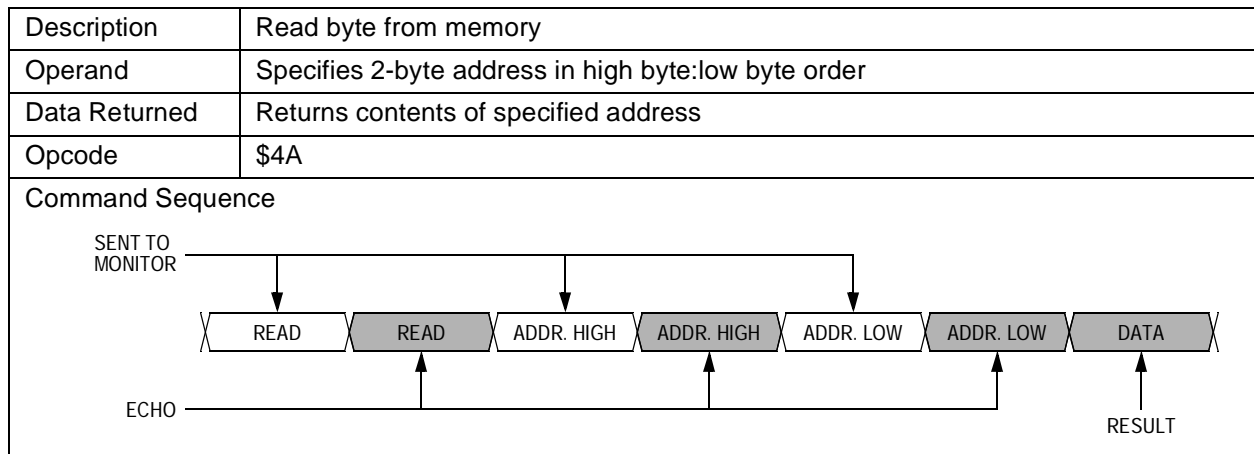 Description Read byte from memory
Operand Specifies 2-byte address in high byte:low byte order
Data Returned Returns contents of specified address
Opcode $4A
Command Sequence
SENT TO
MONITOR
READ READ ADDR. HIGH ADDR. HIGH ADDR. LOW ADDR. LOW DATA
ECHO
RESULT